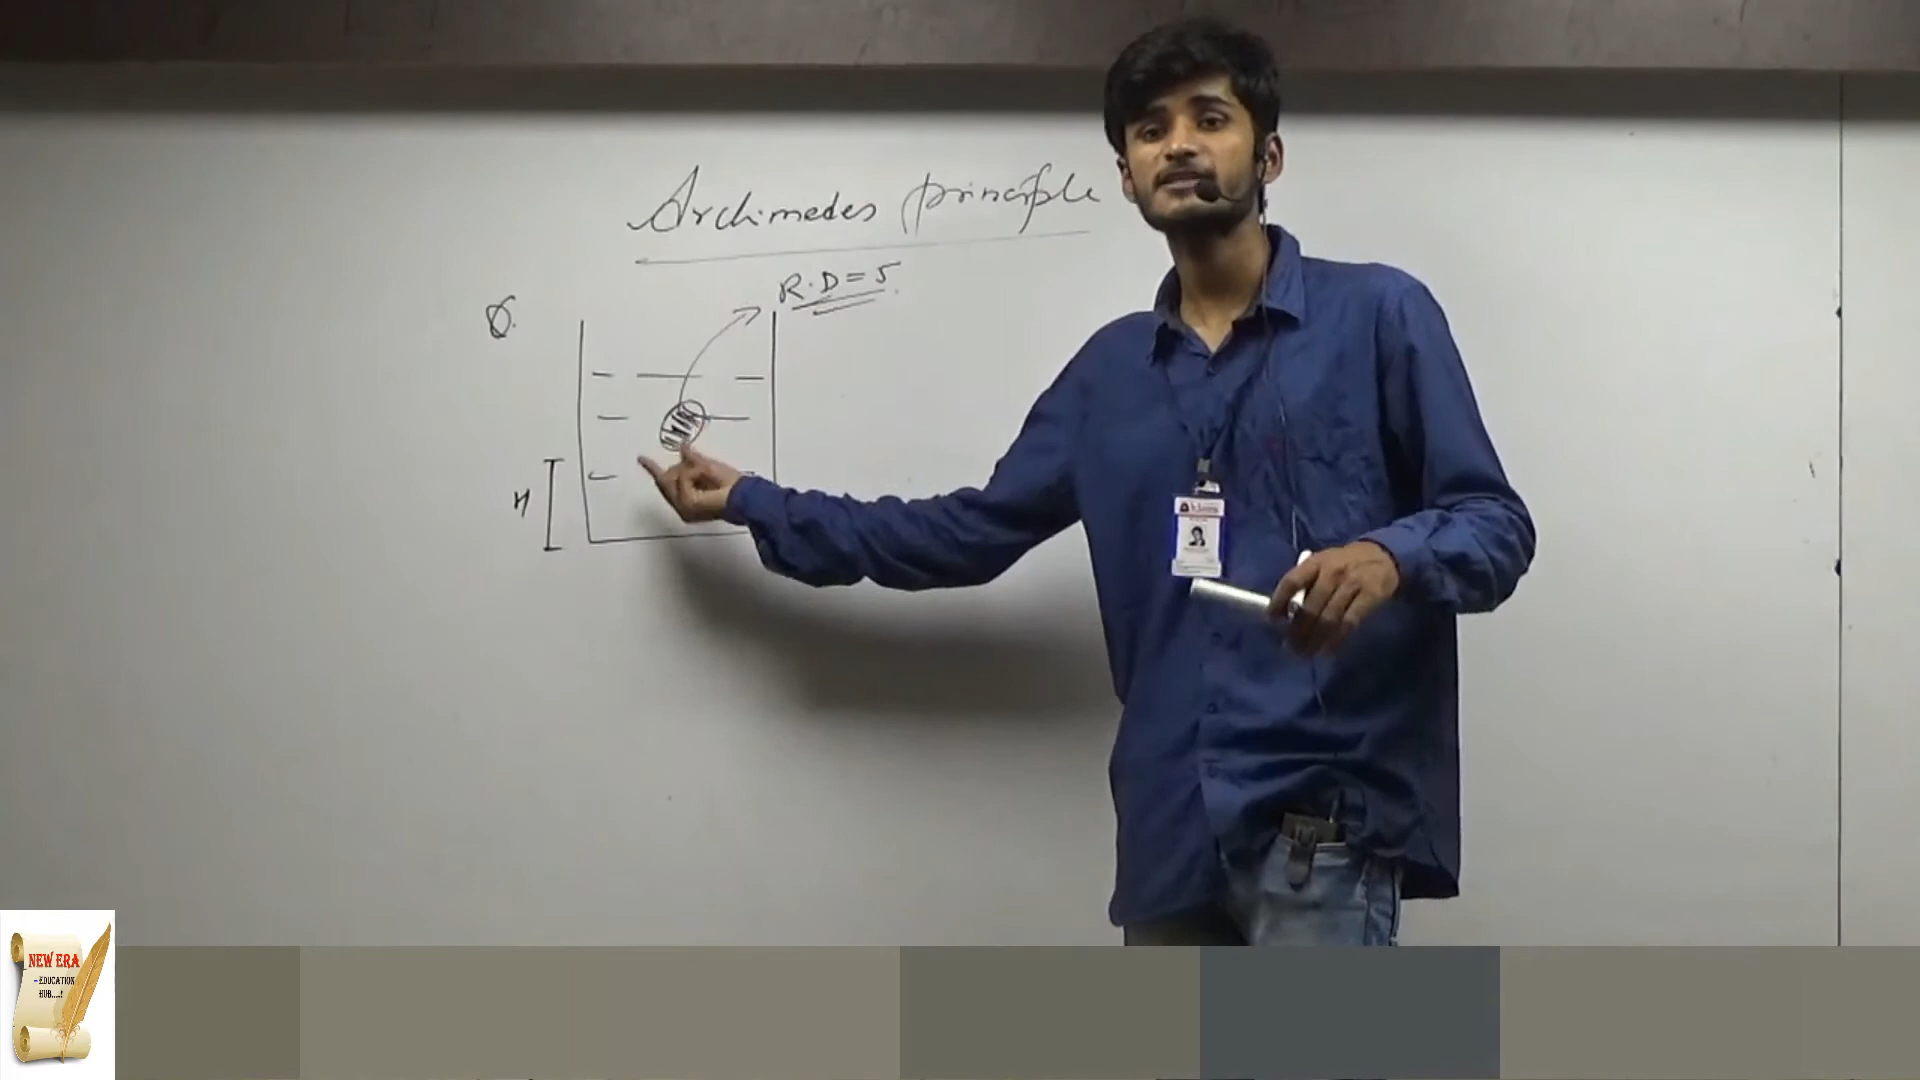 Archimedes principle
R.D = 5
Q.
H
NEW ERA
EDUCATION
HUB....!